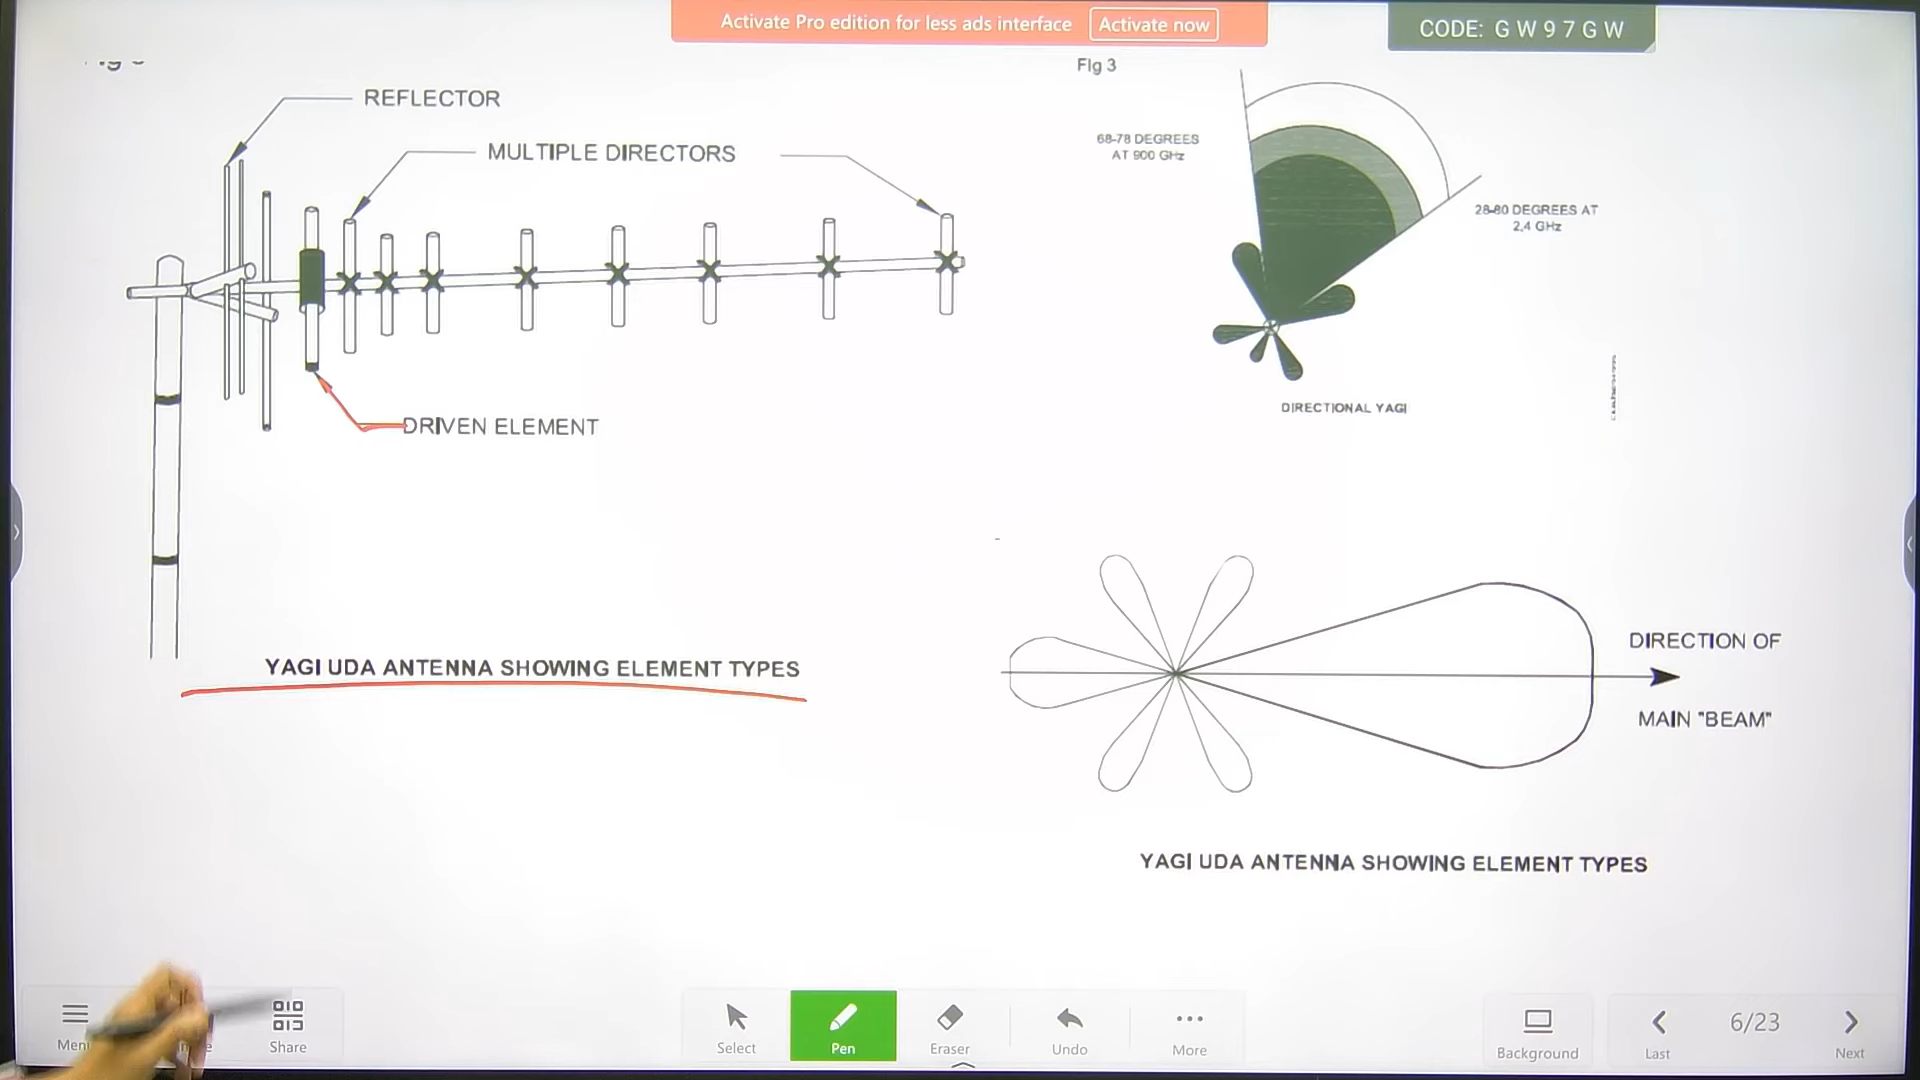 Activate Pro edition for less ads interface
Activate now
CODE: G W 9 7 G W
FIg 3
REFLECTOR
MULTIPLE DIRECTORS
68-78 DEGREES
AT 900 GHz
28-80 DEGREES AT
2,4 GHz
DIRECTIONAL YAGI
DRIVEN ELEMENT
YAGI UDA ANTENNA SHOWING ELEMENT TYPES
DIRECTION OF
MAIN "BEAM"
YAGI UDA ANTENNA SHOWING ELEMENT TYPES
Menu
Share
Select
Pen
Eraser
Undo
More
Background
Last
6/23
Next